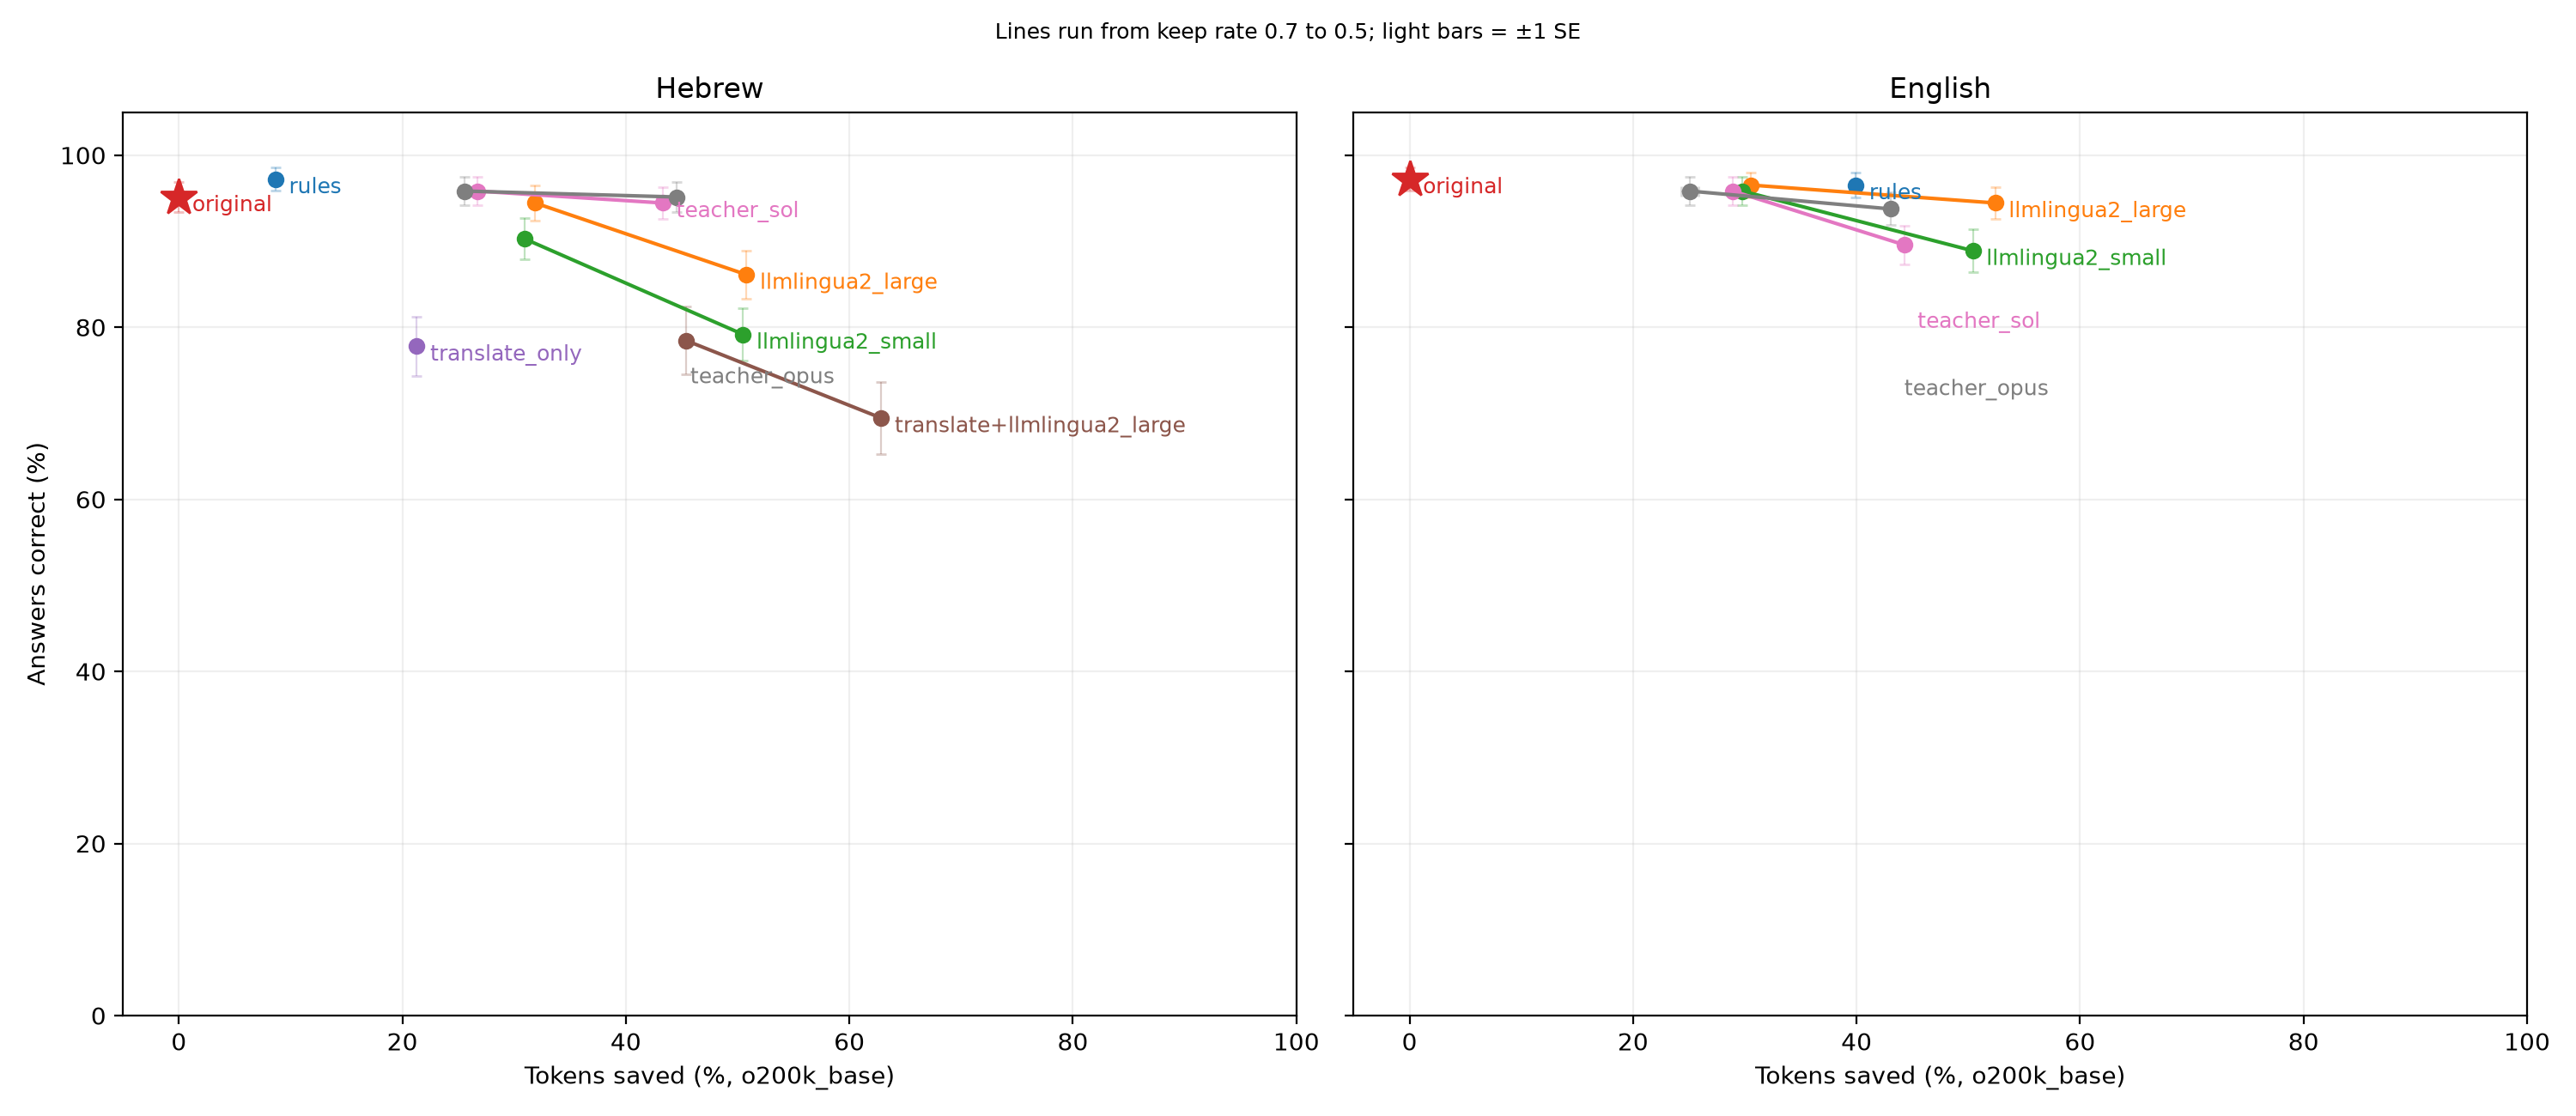 Lines run from keep rate 0.7 to 0.5; light bars = ±1 SE
Hebrew
English
100
80
60
40
20
0
Answers correct (%)
original
rules
teacher_sol
llmlingua2_large
llmlingua2_small
translate_only
teacher_opus
translate+llmlingua2_large
0 20 40 60 80 100
Tokens saved (%, o200k_base)
original
rules
llmlingua2_large
llmlingua2_small
teacher_sol
teacher_opus
0 20 40 60 80 100
Tokens saved (%, o200k_base)